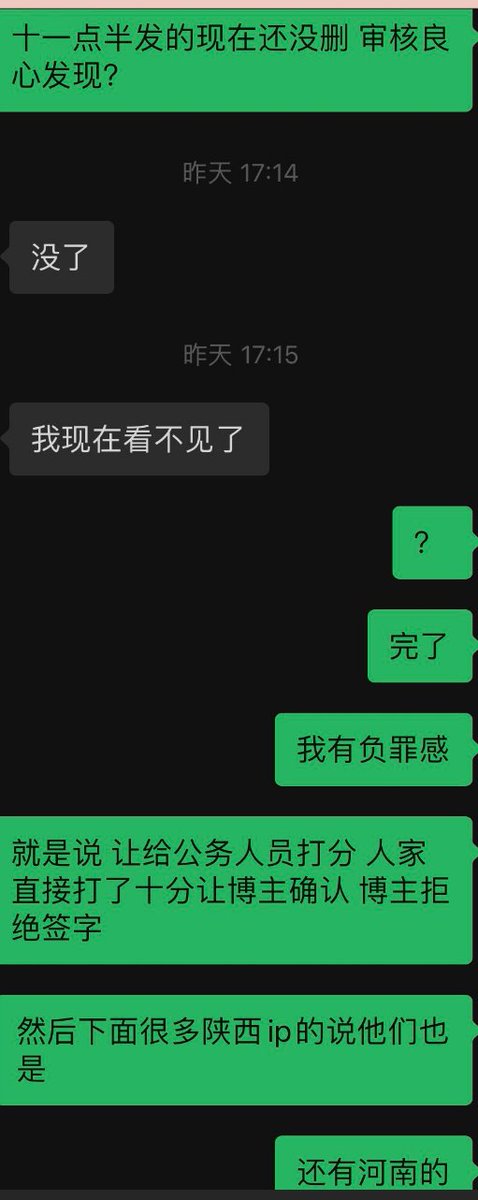 十一点半发的现在还没删 审核良
心发现?
昨天 17:14
没了
昨天 17:15
我现在看不见了
?
完了
我有负罪感
就是说 让给公务人员打分 人家
直接打了十分让博主确认 博主拒
绝签字
然后下面很多陕西ip的说他们也
是
还有河南的